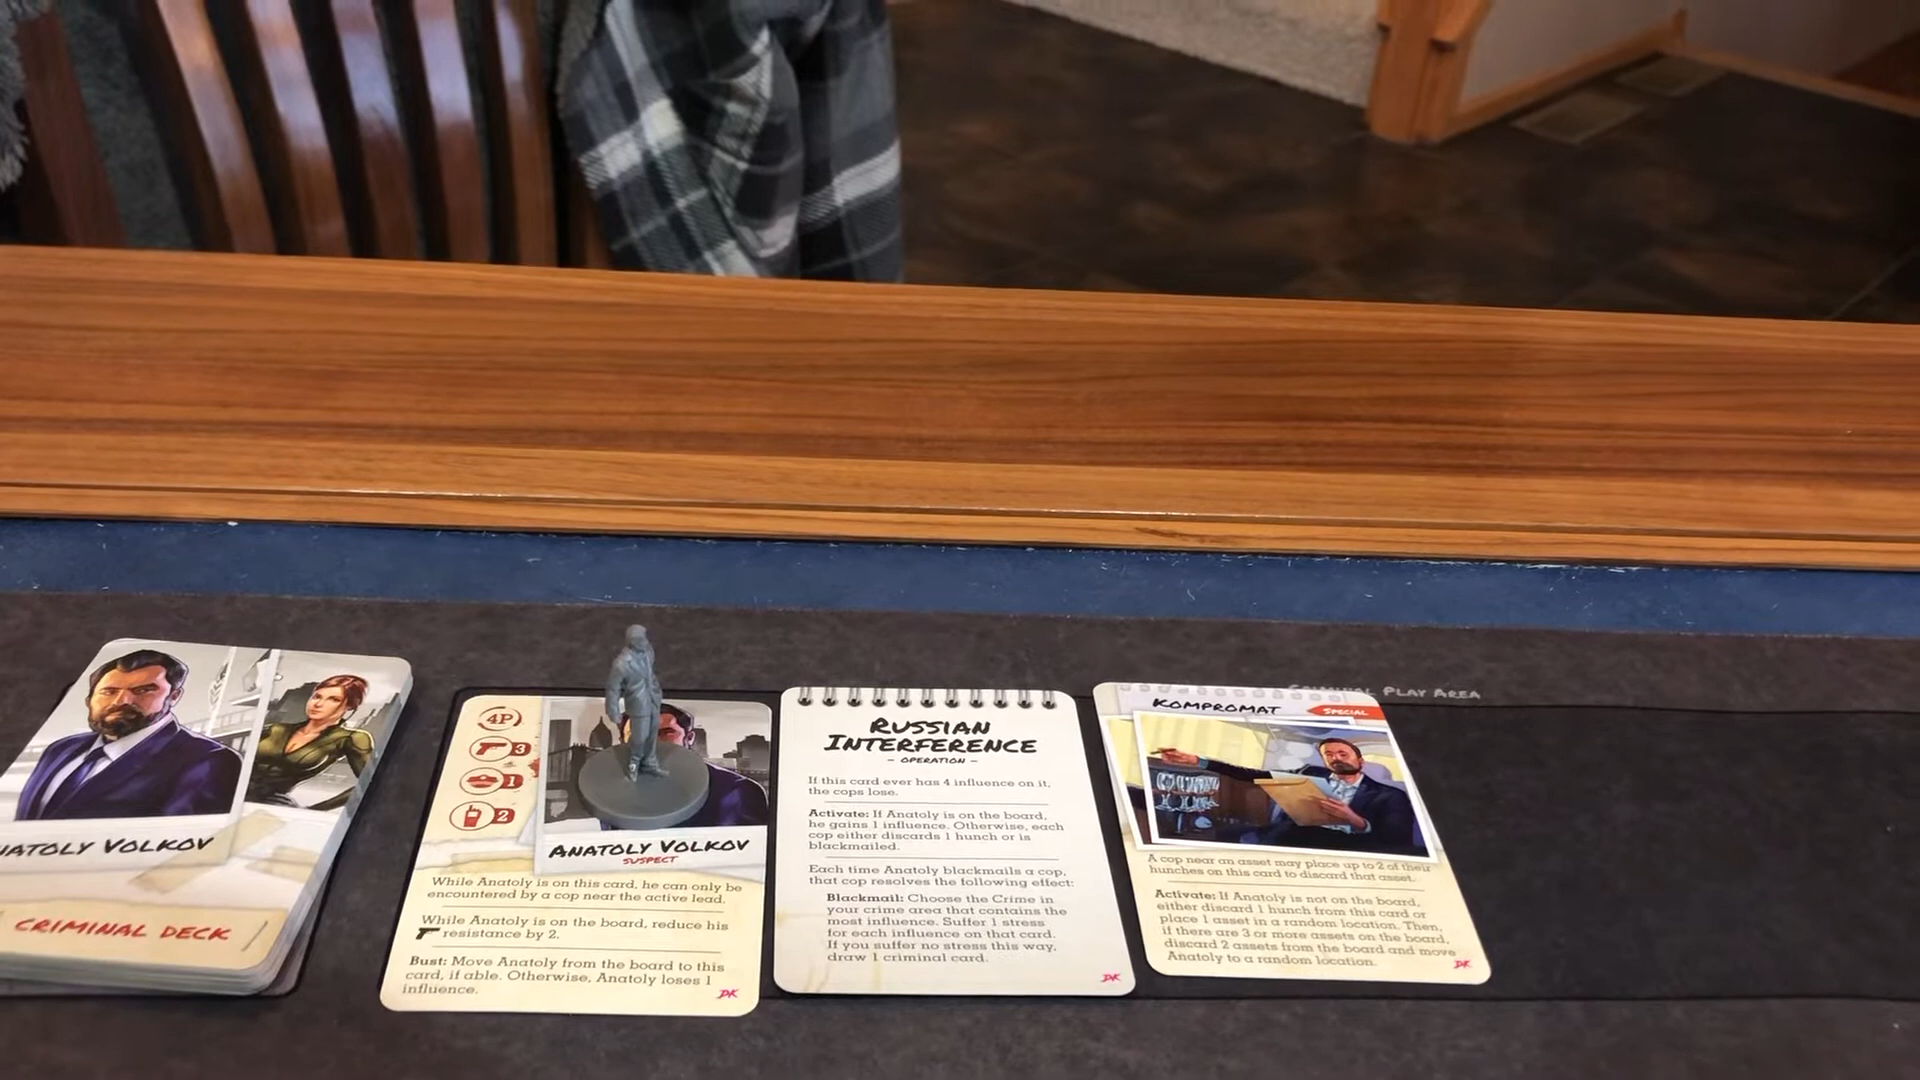 ANATOLY VOLKOV
CRIMINAL DECK
4P
3
1
2
ANATOLY VOLKOV
SUSPECT
While Anatoly is on this card, he can only be
encountered by a cop near the active lead.
While Anatoly is on the board, reduce his
resistance by 2.
Bust: Move Anatoly from the board to this
card, if able. Otherwise, Anatoly loses 1
influence.
DK
RUSSIAN
INTERFERENCE
- OPERATION -
If this card ever has 4 influence on it,
the cops lose.
Activate: If Anatoly is on the board,
he gains 1 influence. Otherwise, each
cop either discards 1 hunch or is
blackmailed.
Each time Anatoly blackmails a cop,
that cop resolves the following effect:
Blackmail: Choose the Crime in
your crime area that contains the
most influence. Suffer 1 stress
for each influence on that card.
If you suffer no stress this way,
draw 1 criminal card.
DK
CRIMINAL PLAY AREA
KOMPROMAT
SPECIAL
A cop near an asset may place up to 2 of their
hunches on this card to discard that asset.
Activate: If Anatoly is not on the board,
either discard 1 hunch from this card or
place 1 asset in a random location. Then,
if there are 3 or more assets on the board,
discard 2 assets from the board and move
Anatoly to a random location.
DK